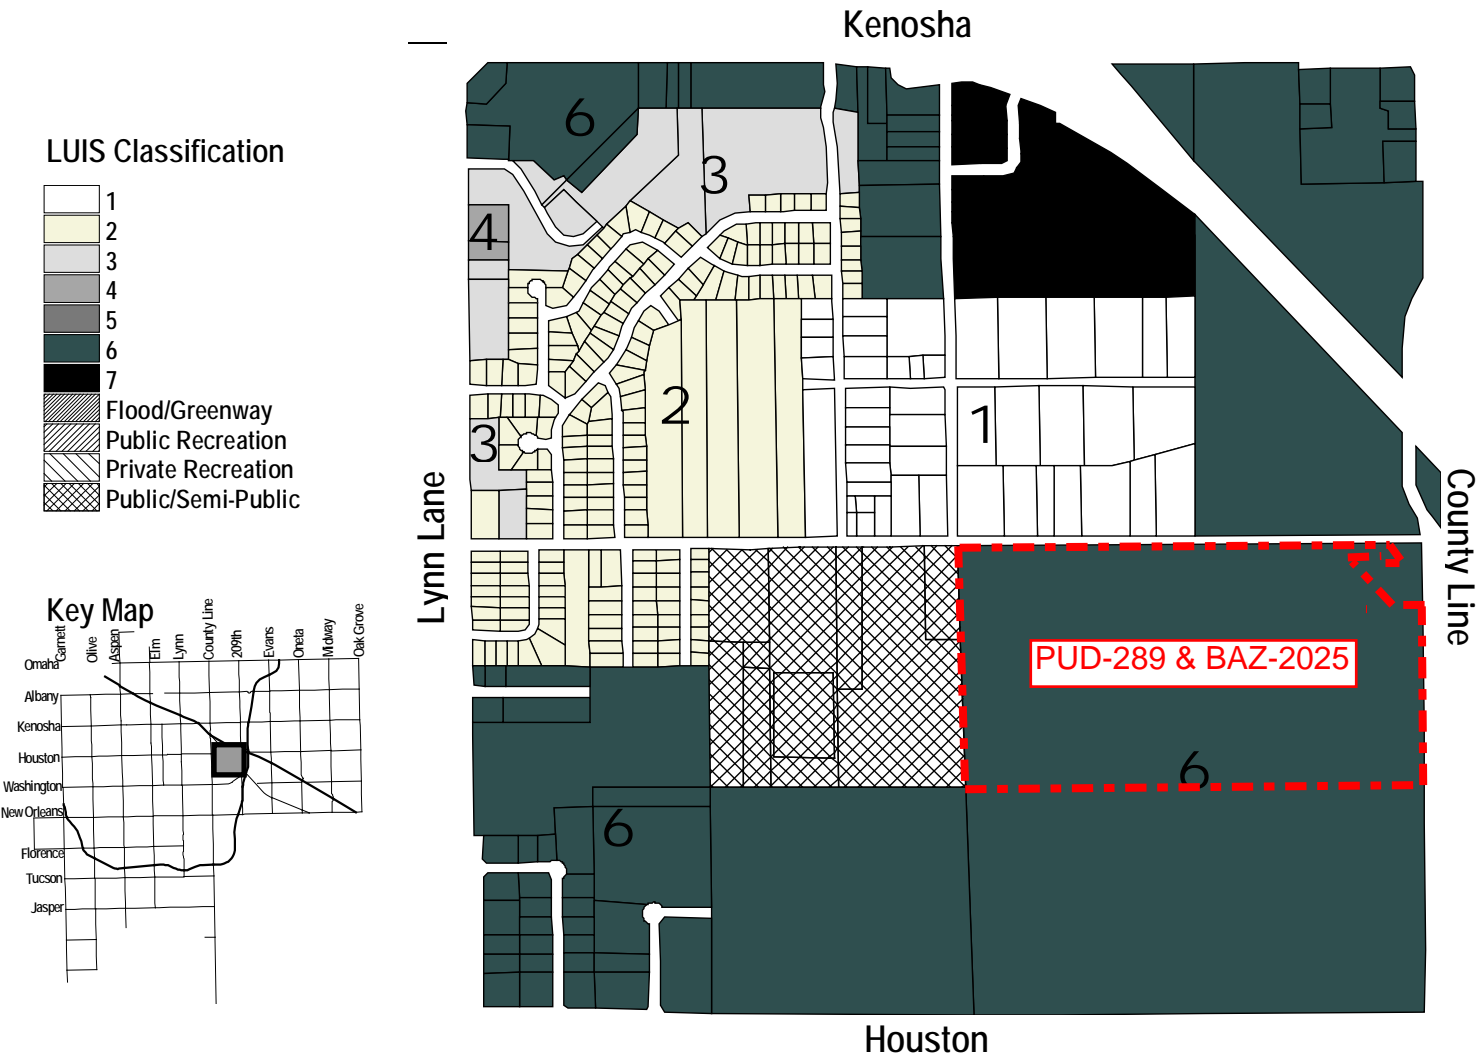 Kenosha
LUIS Classification
1
2
3
4
5
6
7
Flood/Greenway
Public Recreation
Private Recreation
Public/Semi-Public
6
3
4
2
1
3
Lynn Lane
County Line
PUD-289 & BAZ-2025
6
6
Houston
Key Map
Garnett
Olive
Aspen
Elm
Lynn
County Line
209th
Evans
Oneta
Midway
Oak Grove
Omaha
Albany
Kenosha
Houston
Washington
New Orleans
Florence
Tucson
Jasper